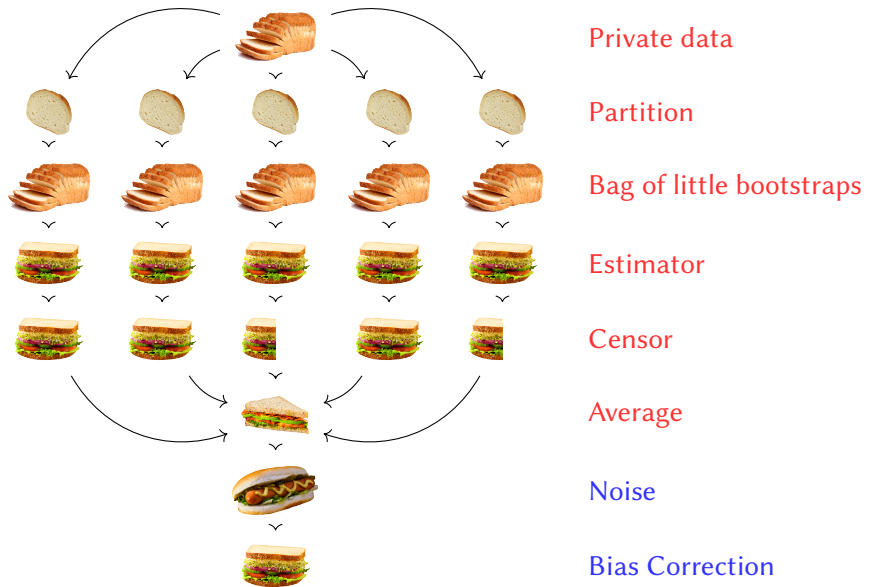 Private data
Partition
Bag of little bootstraps
Estimator
Censor
Average
Noise
Bias Correction